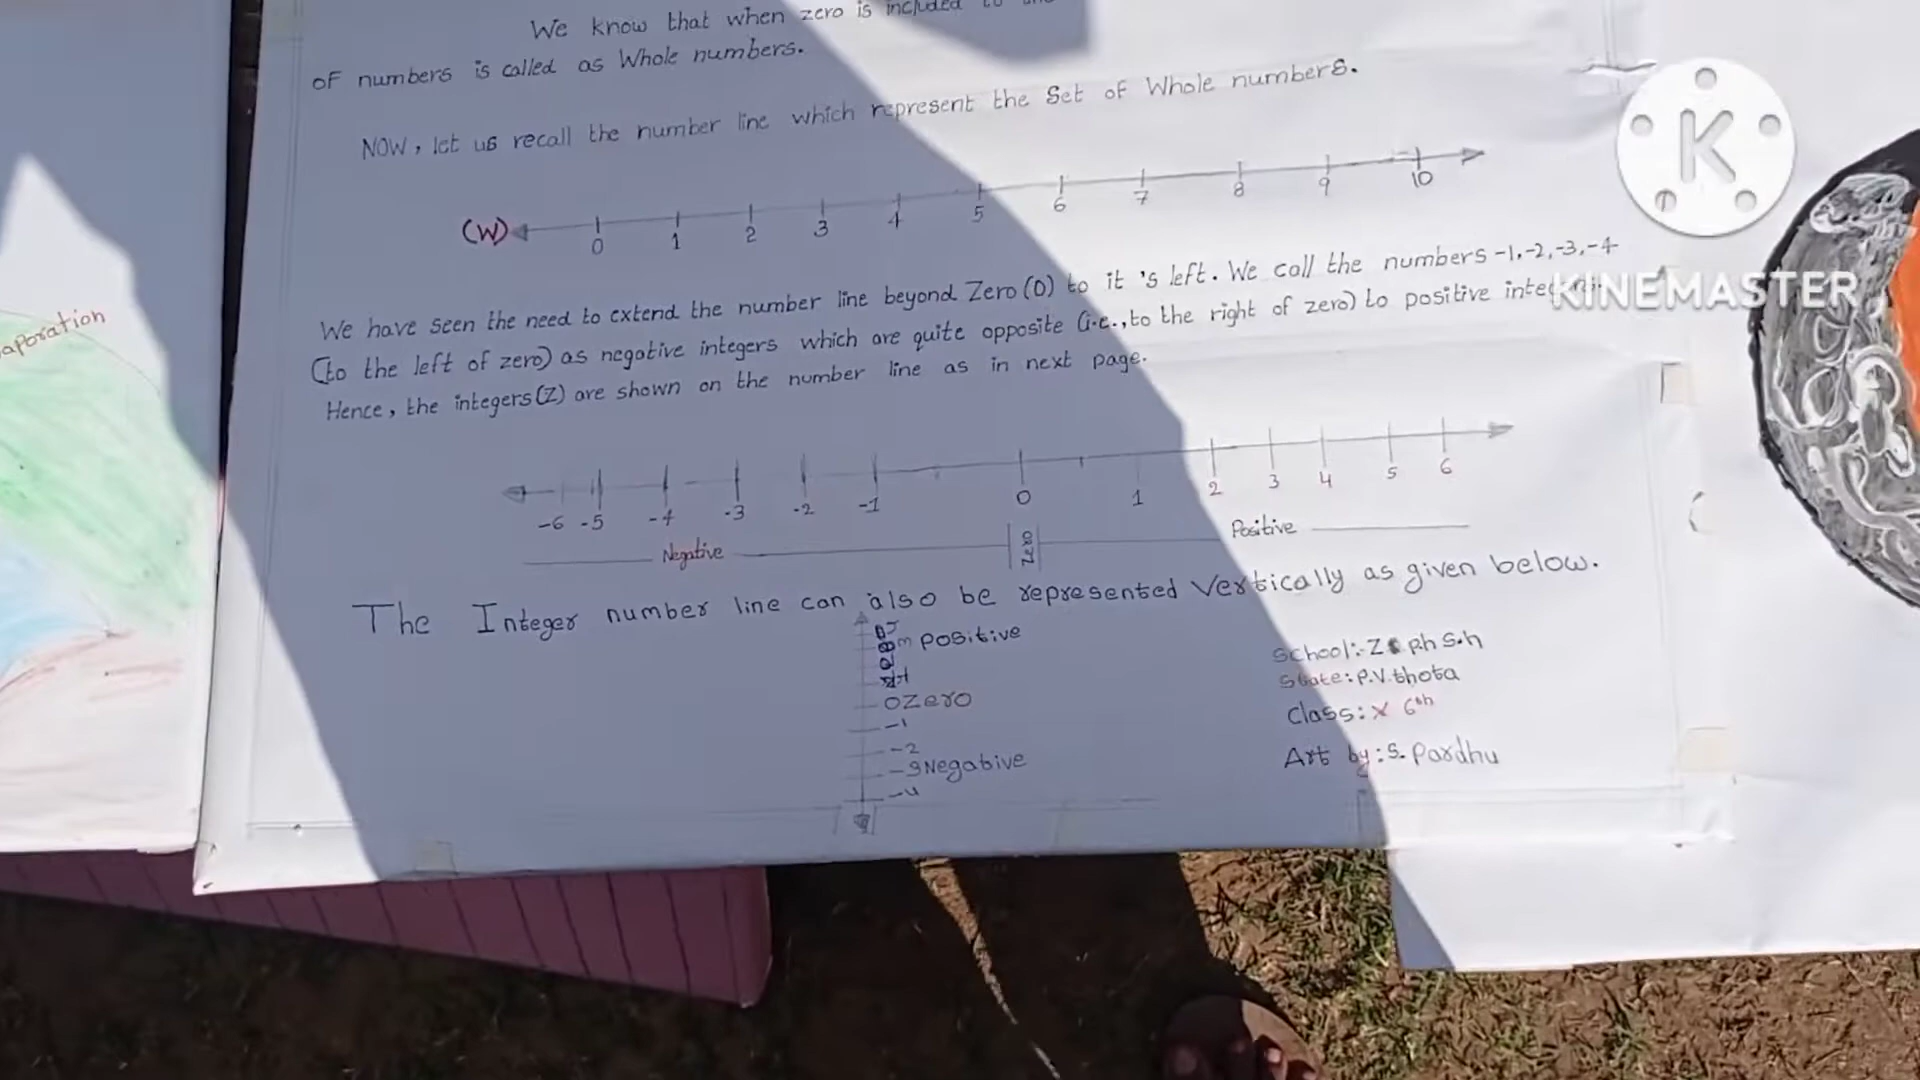 We know that when zero is included to the
of numbers is called as Whole numbers.
NOW, let us recall the number line which represent the Set of Whole numbers.
(W) 0 1 2 3 4 5 6 7 8 9 10
We have seen the need to extend the number line beyond Zero (0) to it 's left. We call the numbers -1,-2,-3,-4
(to the left of zero) as negative integers which are quite opposite (i.e., to the right of zero) to positive
Hence, the integers (Z) are shown on the number line as in next page.
-6 -5 -4 -3 -2 -1 0 1 2 3 4 5 6
Negative Zero Positive
The Integer number line can also be represented Vertically as given below.
positive
0 Zero
-1
-2
-3 Negative
-4
School:- Z p.h S.h
State: P.V. thota
Class: x 6th
Art by: S. Pardhu
aporation
K
KINEMASTER